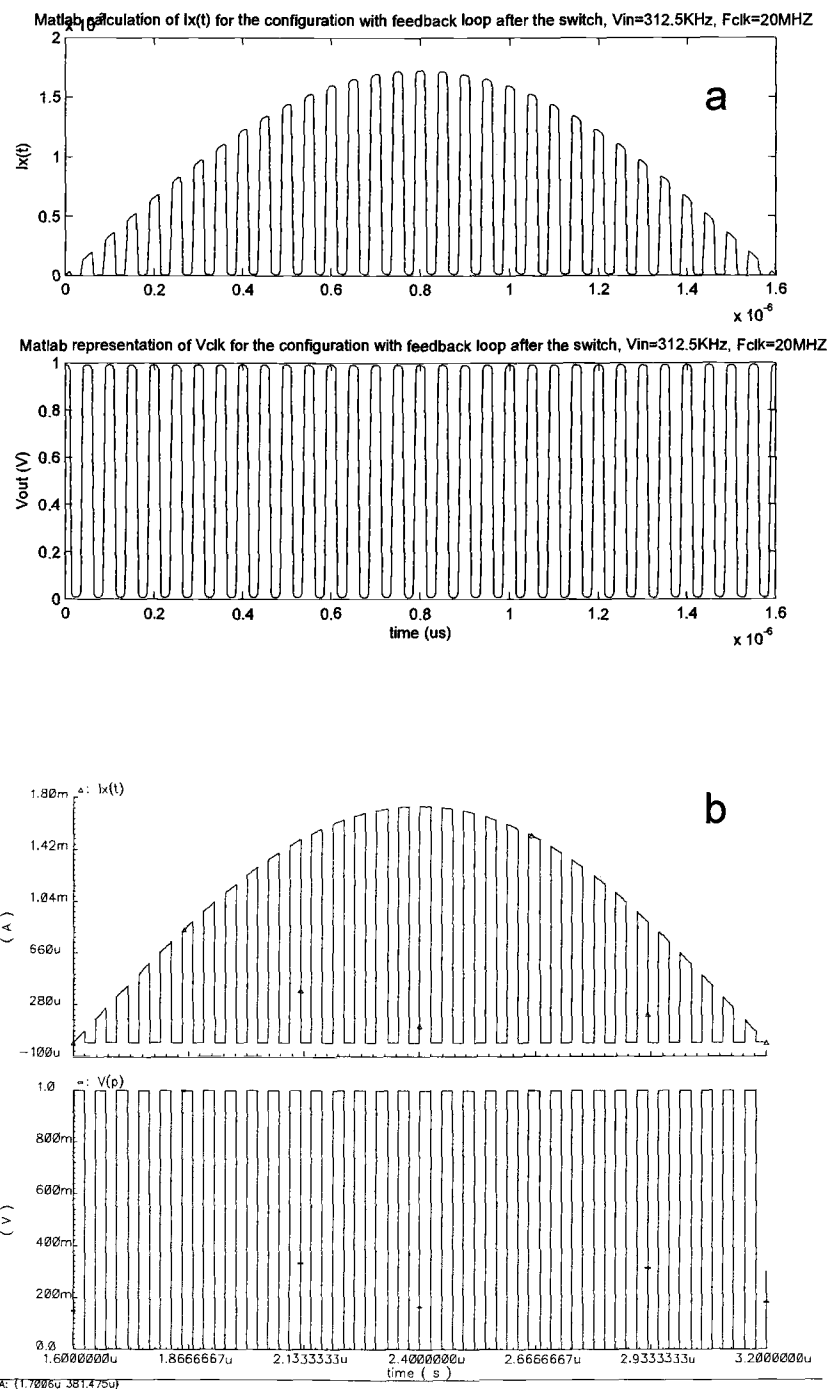 Matlab calculation of Ix(t) for the configuration with feedback loop after the switch, Vin=312.5KHz, Fclk=20MHZ
2
1.5
1
0.5
0
Ix(t)
a
0 0.2 0.4 0.6 0.8 1 1.2 1.4 1.6
x 10⁻⁶
Matlab representation of Vclk for the configuration with feedback loop after the switch, Vin=312.5KHz, Fclk=20MHZ
1
0.8
0.6
0.4
0.2
0
Vout (V)
0 0.2 0.4 0.6 0.8 1 1.2 1.4 1.6
time (us)
x 10⁻⁶
b
▵: Ix(t)
1.80m
1.42m
1.04m
660u
280u
-100u
( A )
-: V(p)
1.0
800m
600m
400m
200m
0.0
( V )
1.6000000u 1.8666667u 2.1333333u 2.4000000u 2.6666667u 2.9333333u 3.2000000u
time ( s )
A: (1.7006u 381.475u)